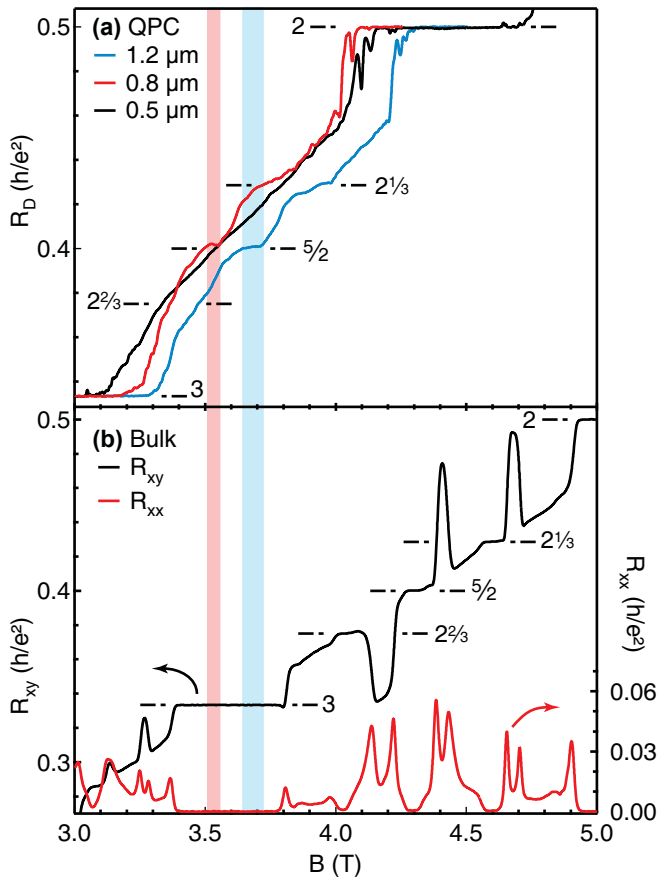 (a) QPC
1.2 μm
0.8 μm
0.5 μm
0.5
0.4
R_D (h/e²)
2
2⅓
5/2
2⅔
3
(b) Bulk
R_xy
R_xx
0.5
0.4
0.3
R_xy (h/e²)
2
2⅓
5/2
2⅔
3
R_xx (h/e²)
0.06
0.03
0.00
3.0 3.5 4.0 4.5 5.0
B (T)